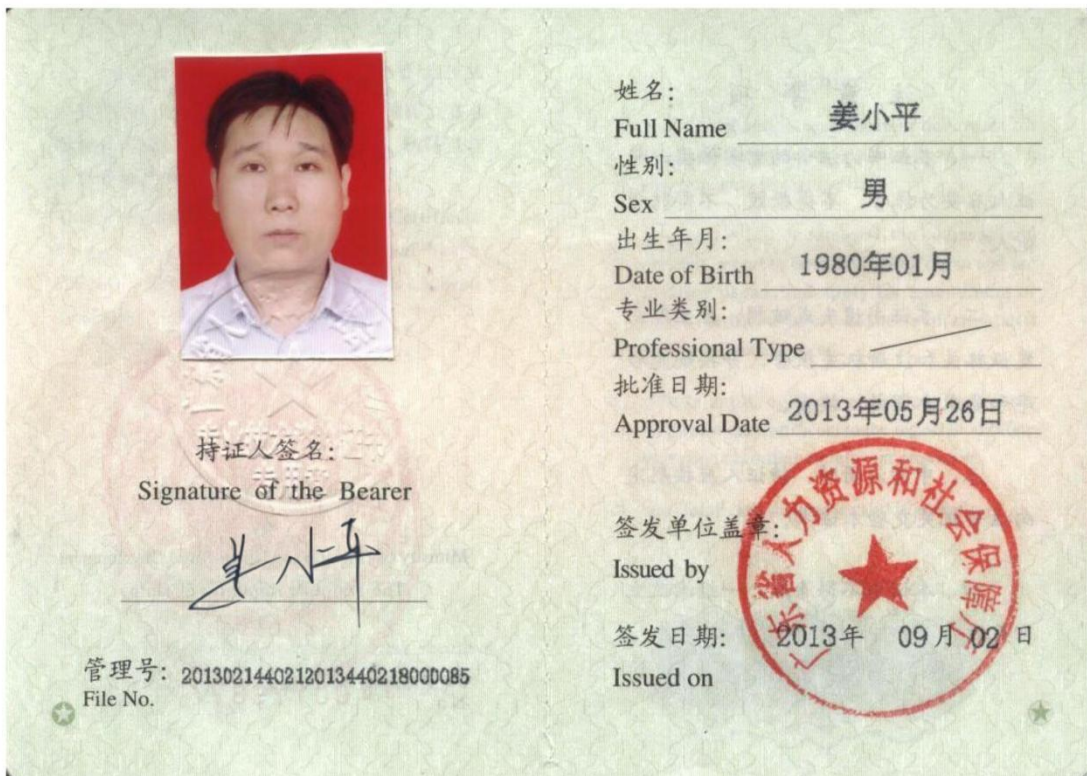 持证人签名:
Signature of the Bearer
姜小平
管理号: 2013021440212013440218000085
File No.
姓名:
Full Name 姜小平
性别:
Sex 男
出生年月:
Date of Birth 1980年01月
专业类别:
Professional Type
批准日期:
Approval Date 2013年05月26日
签发单位盖章:
Issued by
广东省人力资源和社会保障厅
签发日期: 2013年 09月 02日
Issued on